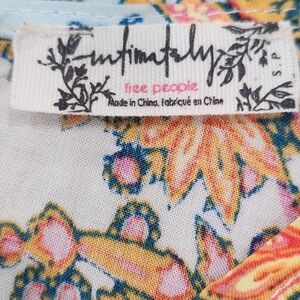 intimately
free people
Made in China, Fabriqué en Chine
S P